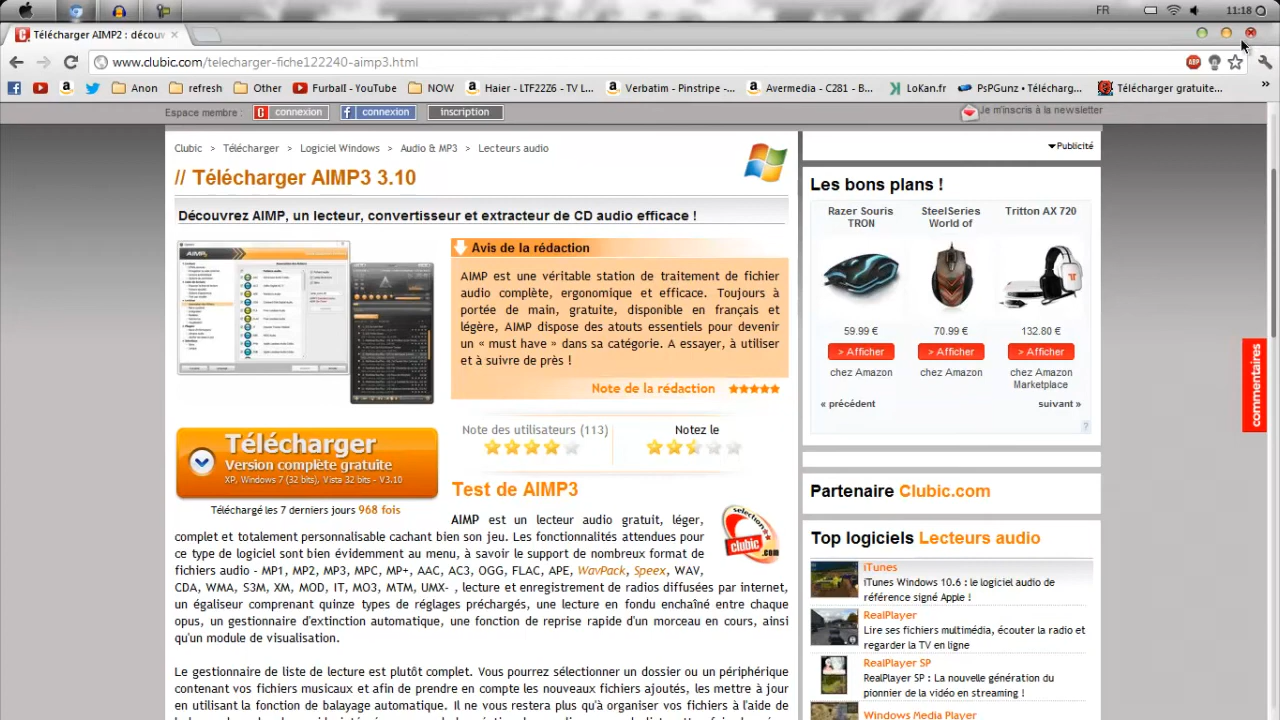 FR
11:18
Télécharger AIMP2 : décou
www.clubic.com/telecharger-fiche122240-aimp3.html
ABP
Anon
refresh
Other
Furball - YouTube
NOW
Haier - LTF22Z6 - TV L...
Verbatim - Pinstripe -...
Avermedia - C281 - B...
LoKan.fr
PsPGunz • Télécharg...
Télécharger gratuite...
Espace membre :
connexion
connexion
inscription
Je m'inscris à la newsletter
Clubic > Télécharger > Logiciel Windows > Audio & MP3 > Lecteurs audio
// Télécharger AIMP3 3.10
Découvrez AIMP, un lecteur, convertisseur et extracteur de CD audio efficace !
Avis de la rédaction
AIMP est une véritable station de traitement de fichier
audio complète, ergonomique et efficace. Toujours à
portée de main, gratuite, disponible en français et
légère, AIMP dispose des atouts essentiels pour devenir
un « must have » dans sa catégorie. A essayer, à utiliser
et à suivre de près !
Note de la rédaction
Télécharger
Version complète gratuite
XP, Windows 7 (32 bits), Vista 32 bits - V3.10
Téléchargé les 7 derniers jours 968 fois
Note des utilisateurs (113)
Notez le
Test de AIMP3
selection
clubic
.com
AIMP est un lecteur audio gratuit, léger,
complet et totalement personnalisable cachant bien son jeu. Les fonctionnalités attendues pour
ce type de logiciel sont bien évidemment au menu, à savoir le support de nombreux format de
fichiers audio - MP1, MP2, MP3, MPC, MP+, AAC, AC3, OGG, FLAC, APE, WavPack, Speex, WAV,
CDA, WMA, S3M, XM, MOD, IT, MO3, MTM, UMX- , lecture et enregistrement de radios diffusées par internet,
un égaliseur comprenant quinze types de réglages préchargés, une lecture en fondu enchaîné entre chaque
opus, un gestionnaire d'extinction automatique, une fonction de reprise rapide d'un morceau en cours, ainsi
qu'un module de visualisation.
Le gestionnaire de liste de lecture est plutôt complet. Vous pourrez sélectionner un dossier ou un périphérique
contenant vos fichiers musicaux et afin de prendre en compte les nouveaux fichiers ajoutés, les mettre à jour
en utilisant la fonction de balayage automatique. Il ne vous restera plus qu'à organiser vos fichiers à l'aide de
Publicité
Les bons plans !
Razer Souris
TRON
59.99 €
> Afficher
chez Amazon
SteelSeries
World of
70.99 €
> Afficher
chez Amazon
Tritton AX 720
132.80 €
> Afficher
chez Amazon
Marketplace
« précédent
suivant »
?
commentaires
Partenaire Clubic.com
Top logiciels Lecteurs audio
iTunes
iTunes Windows 10.6 : le logiciel audio de
référence signé Apple !
RealPlayer
Lire ses fichiers multimédia, écouter la radio et
regarder la TV en ligne
RealPlayer SP
RealPlayer SP : La nouvelle génération du
pionnier de la vidéo en streaming !
Windows Media Player